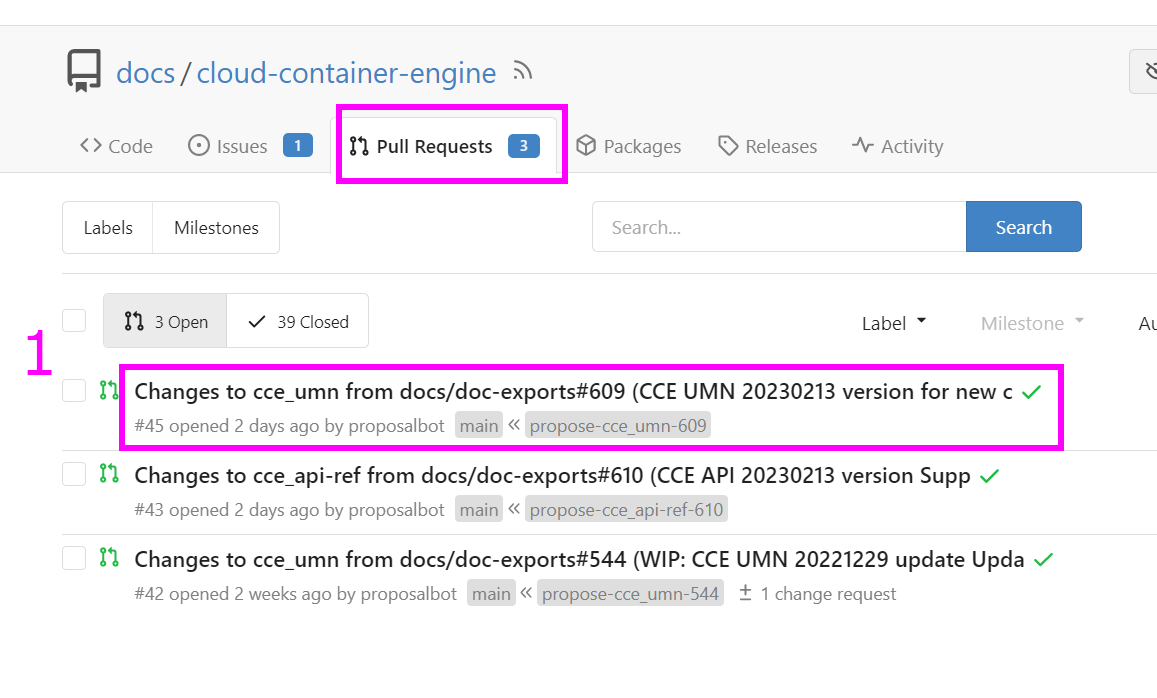 docs / cloud-container-engine
Code Issues 1 Pull Requests 3 Packages Releases Activity
Labels Milestones Search... Search
1
3 Open 39 Closed Label Milestone Au
Changes to cce_umn from docs/doc-exports#609 (CCE UMN 20230213 version for new c
#45 opened 2 days ago by proposalbot main « propose-cce_umn-609
Changes to cce_api-ref from docs/doc-exports#610 (CCE API 20230213 version Supp
#43 opened 2 days ago by proposalbot main « propose-cce_api-ref-610
Changes to cce_umn from docs/doc-exports#544 (WIP: CCE UMN 20221229 update Upda
#42 opened 2 weeks ago by proposalbot main « propose-cce_umn-544 ± 1 change request